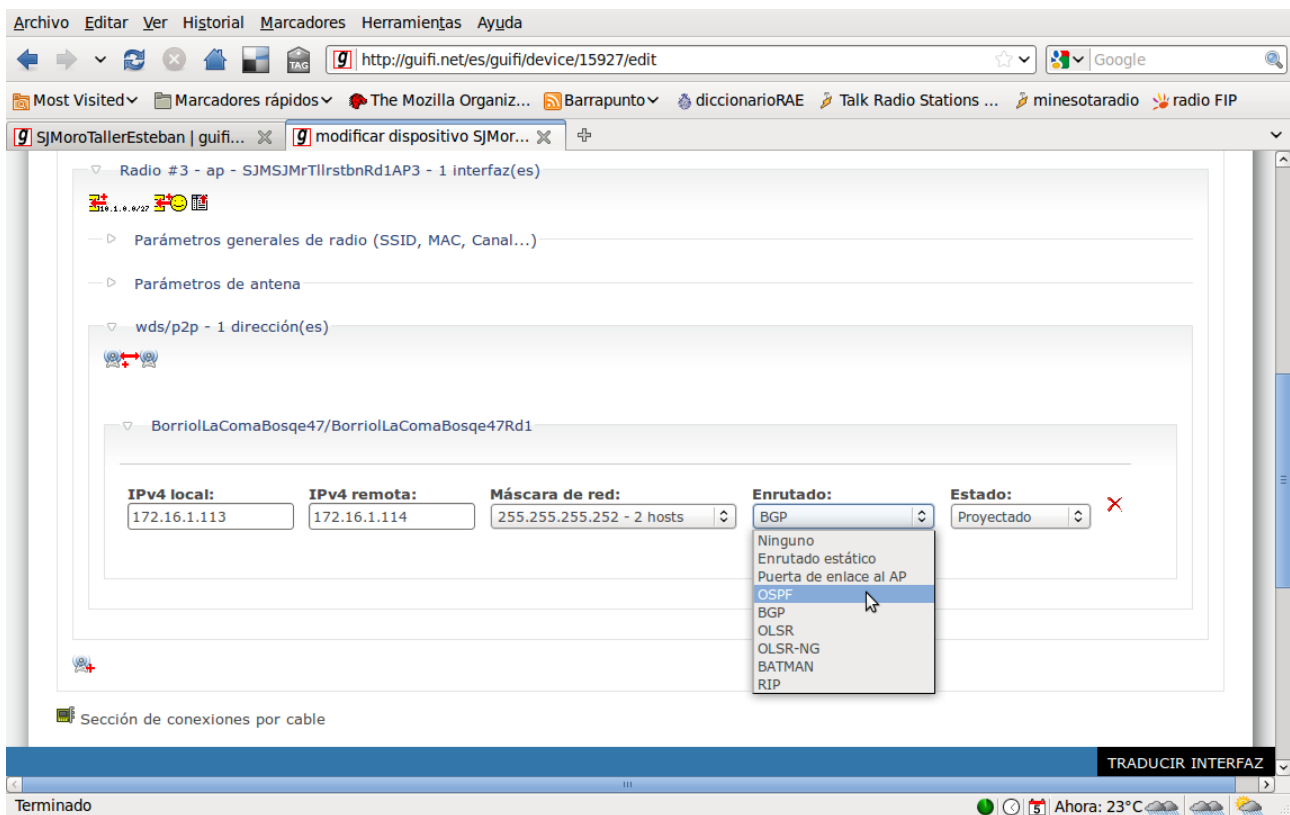 Archivo Editar Ver Historial Marcadores Herramientas Ayuda
TAG g http://guifi.net/es/guifi/device/15927/edit Google
Most Visited Marcadores rápidos The Mozilla Organiz... Barrapunto diccionarioRAE Talk Radio Stations ... minesotaradio radio FIP
g SJMoroTallerEsteban | guifi... g modificar dispositivo SJMor...
Radio #3 - ap - SJMSJMrTllrstbnRd1AP3 - 1 interfaz(es)
Parámetros generales de radio (SSID, MAC, Canal...)
Parámetros de antena
wds/p2p - 1 dirección(es)
BorriolLaComaBosqe47/BorriolLaComaBosqe47Rd1
IPv4 local: IPv4 remota: Máscara de red: Enrutado: Estado:
172.16.1.113 172.16.1.114 255.255.255.252 - 2 hosts BGP Proyectado
Ninguno
Enrutado estático
Puerta de enlace al AP
OSPF
BGP
OLSR
OLSR-NG
BATMAN
RIP
Sección de conexiones por cable
TRADUCIR INTERFAZ
Terminado 5 Ahora: 23°C